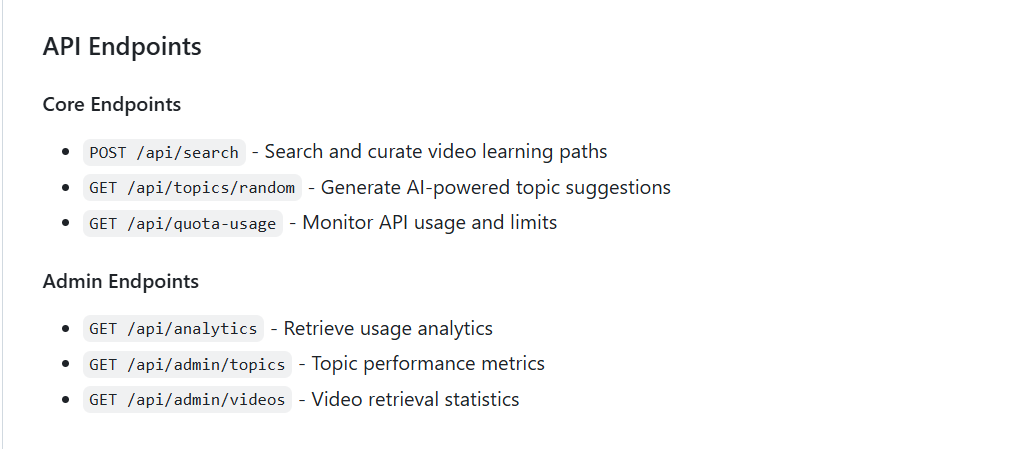 API Endpoints
Core Endpoints
POST /api/search - Search and curate video learning paths
GET /api/topics/random - Generate AI-powered topic suggestions
GET /api/quota-usage - Monitor API usage and limits
Admin Endpoints
GET /api/analytics - Retrieve usage analytics
GET /api/admin/topics - Topic performance metrics
GET /api/admin/videos - Video retrieval statistics